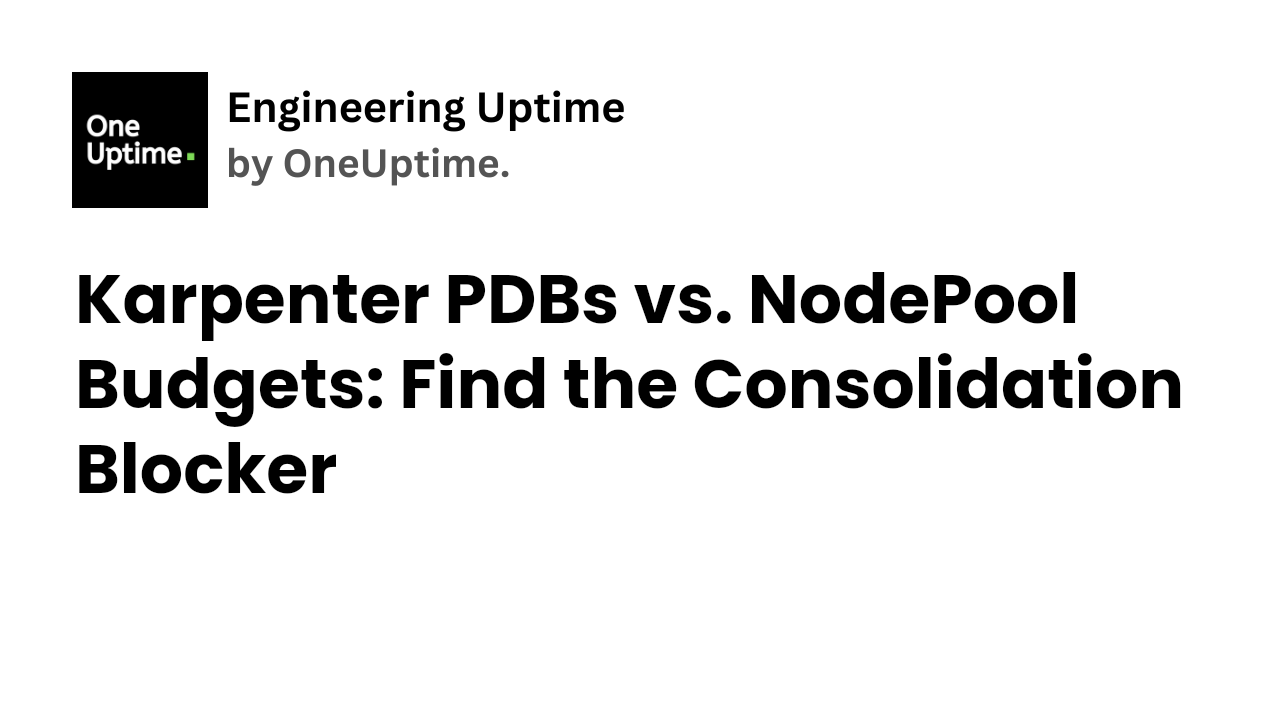 One
Uptime
Engineering Uptime
by OneUptime.
Karpenter PDBs vs. NodePool
Budgets: Find the Consolidation
Blocker